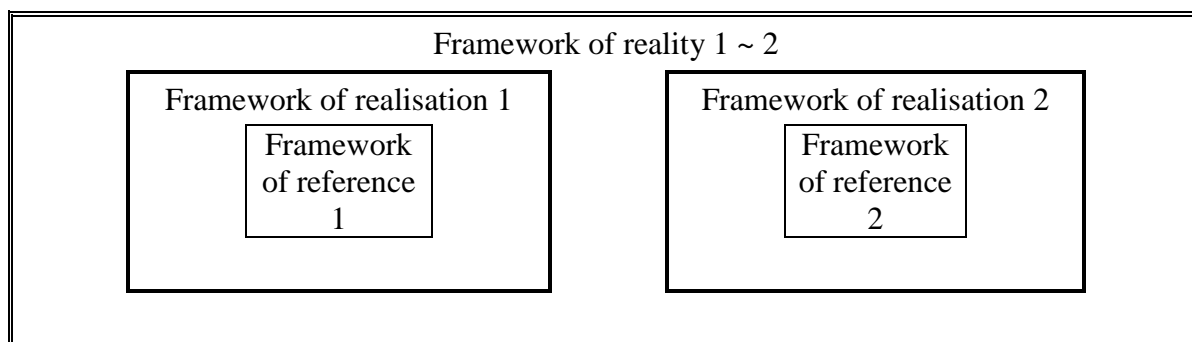 Framework of reality 1 ~ 2
Framework of realisation 1
Framework
of reference
1
Framework of realisation 2
Framework
of reference
2